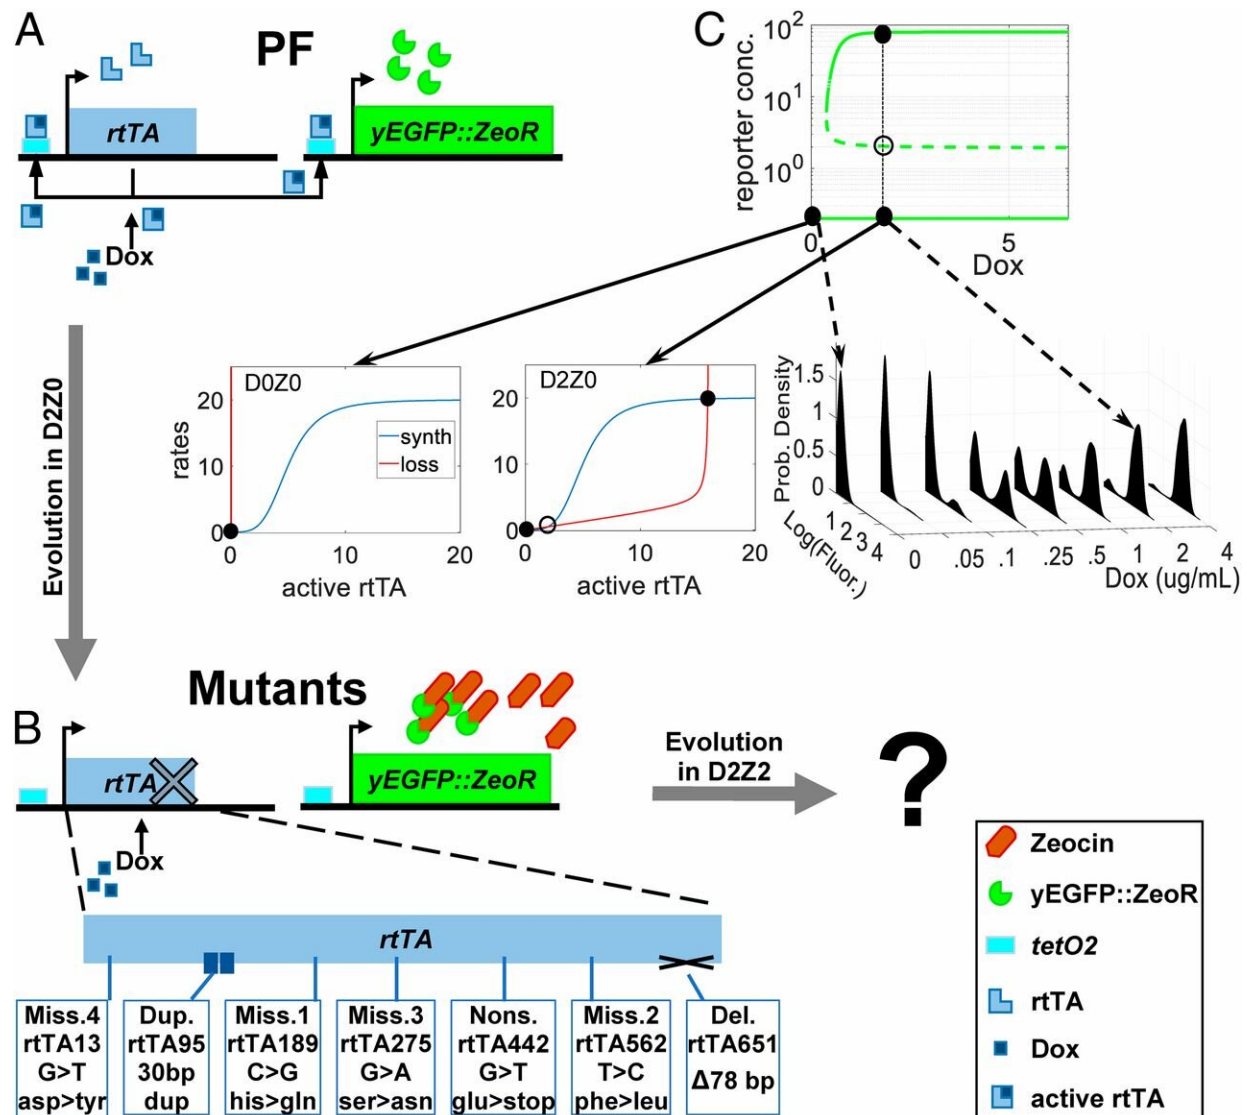 A
PF
rtTA
yEGFP::ZeoR
Dox
C
reporter conc.
10²
10¹
10⁰
0
5
Dox
Evolution in D2Z0
D0Z0
rates
20
10
0
synth
loss
0
10
20
active rtTA
D2Z0
20
10
0
0
10
20
active rtTA
Prob. Density
1.5
1
0.5
0
Log(Fluor.)
1
2
3
4
0
.05
.1
.25
.5
1
2
4
Dox (ug/mL)
Mutants
B
rtTA
yEGFP::ZeoR
Dox
Evolution
in D2Z2
?
rtTA
Miss.4
rtTA13
G>T
asp>tyr
Dup.
rtTA95
30bp
dup
Miss.1
rtTA189
C>G
his>gln
Miss.3
rtTA275
G>A
ser>asn
Nons.
rtTA442
G>T
glu>stop
Miss.2
rtTA562
T>C
phe>leu
Del.
rtTA651
Δ78 bp
Zeocin
yEGFP::ZeoR
tetO2
rtTA
Dox
active rtTA